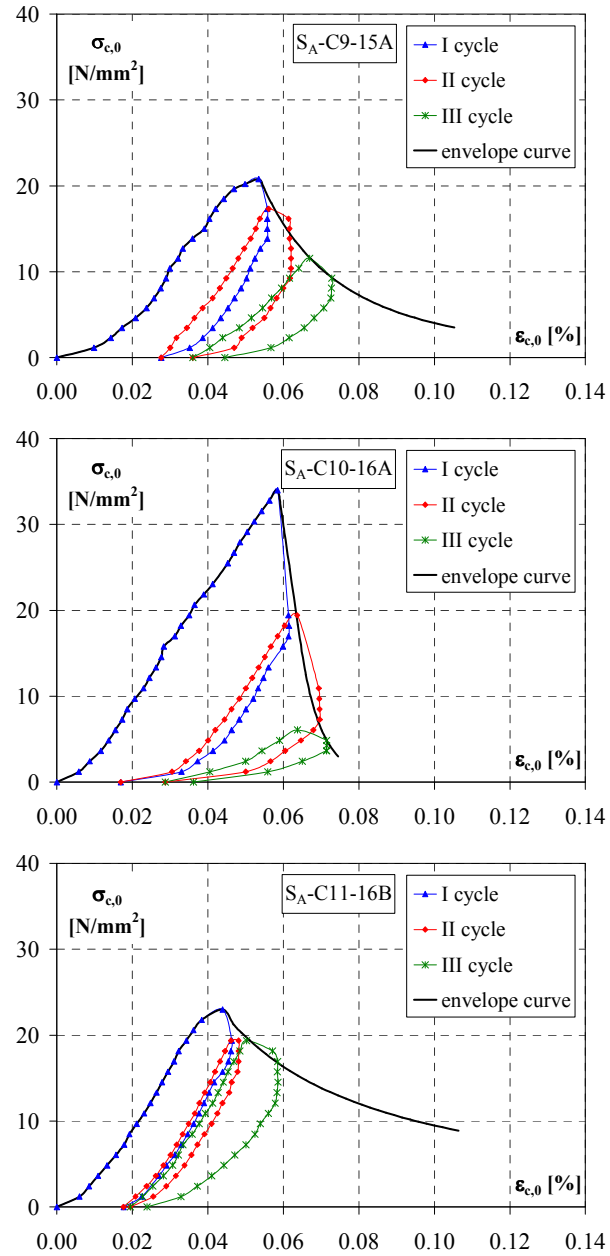 σc,0
[N/mm²]
SA-C9-15A
I cycle
II cycle
III cycle
envelope curve
40
30
20
10
0
εc,0 [%]
0.00 0.02 0.04 0.06 0.08 0.10 0.12 0.14
σc,0
[N/mm²]
SA-C10-16A
I cycle
II cycle
III cycle
envelope curve
40
30
20
10
0
εc,0 [%]
0.00 0.02 0.04 0.06 0.08 0.10 0.12 0.14
σc,0
[N/mm²]
SA-C11-16B
I cycle
II cycle
III cycle
envelope curve
40
30
20
10
0
εc,0 [%]
0.00 0.02 0.04 0.06 0.08 0.10 0.12 0.14